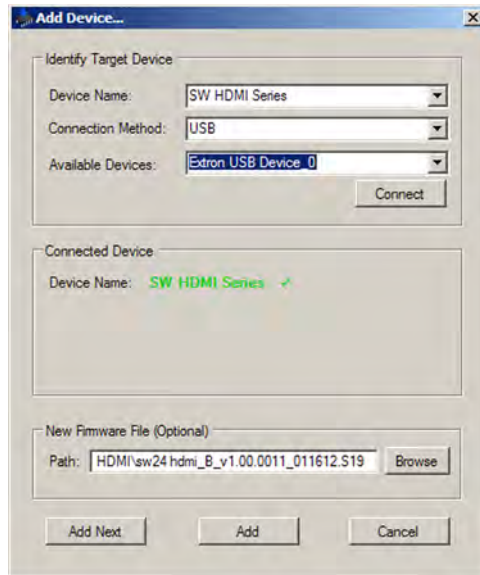 Add Device...
Identify Target Device
Device Name: SW HDMI Series
Connection Method: USB
Available Devices: Extron USB Device_0
Connect
Connected Device
Device Name: SW HDMI Series ✓
New Firmware File (Optional)
Path: HDMI\sw24hdmi_B_v1.00.0011_011612.S19 Browse
Add Next Add Cancel